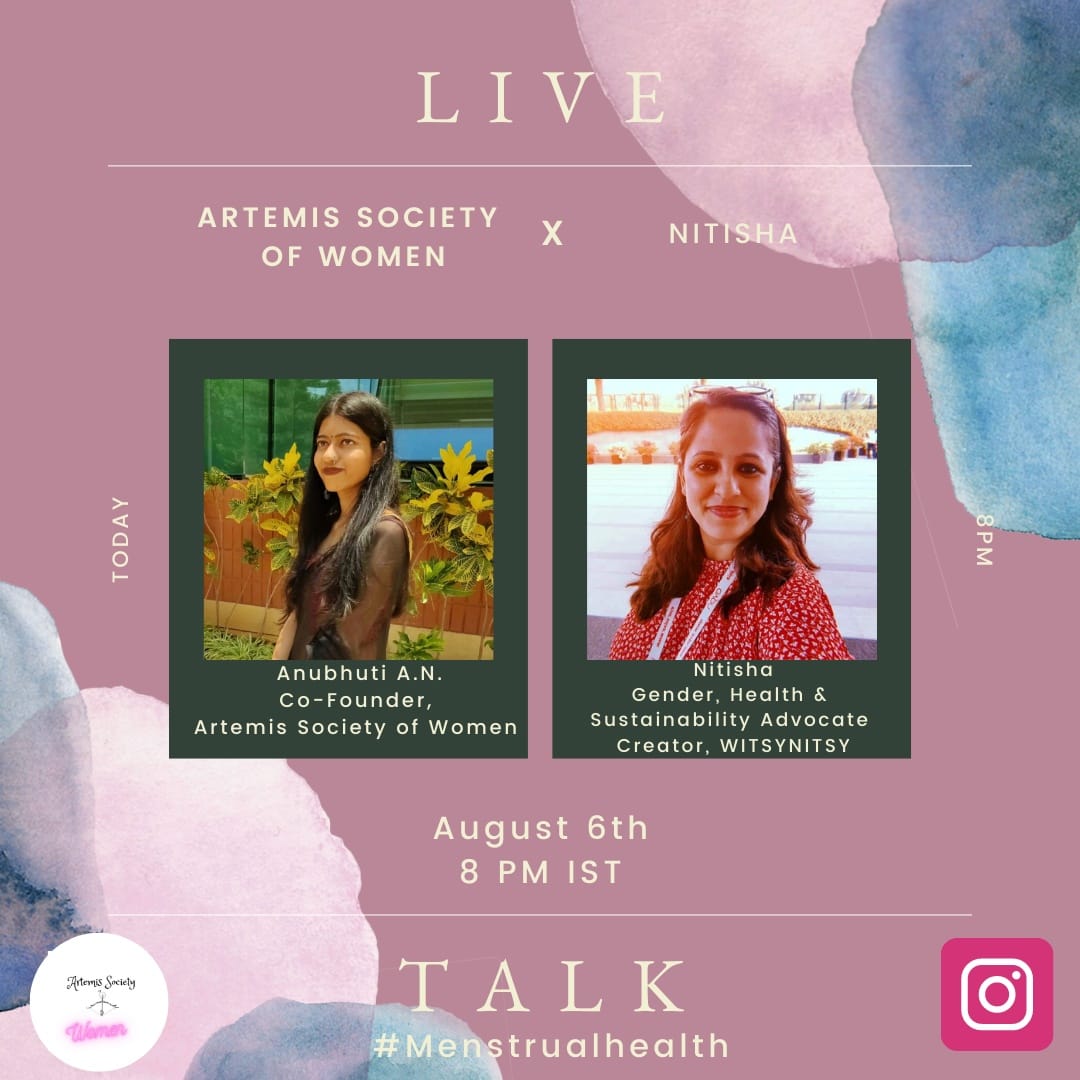 LIVE
ARTEMIS SOCIETY
OF WOMEN
X
NITISHA
TODAY
8PM
Anubhuti A.N.
Co-Founder,
Artemis Society of Women
Nitisha
Gender, Health &
Sustainability Advocate
Creator, WITSYNITSY
August 6th
8 PM IST
TALK
#Menstrualhealth
Artemis Society
Women